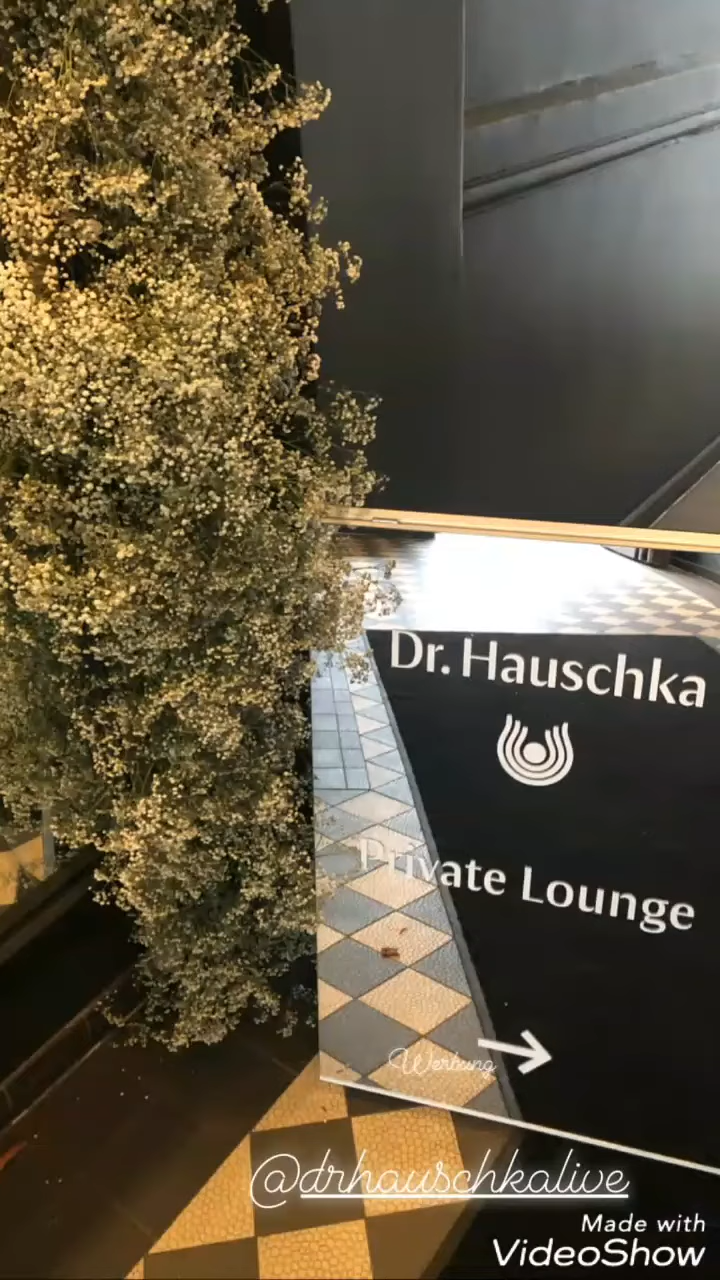 Dr. Hauschka
Private Lounge
Werbung
@drhauschkalive
Made with
VideoShow